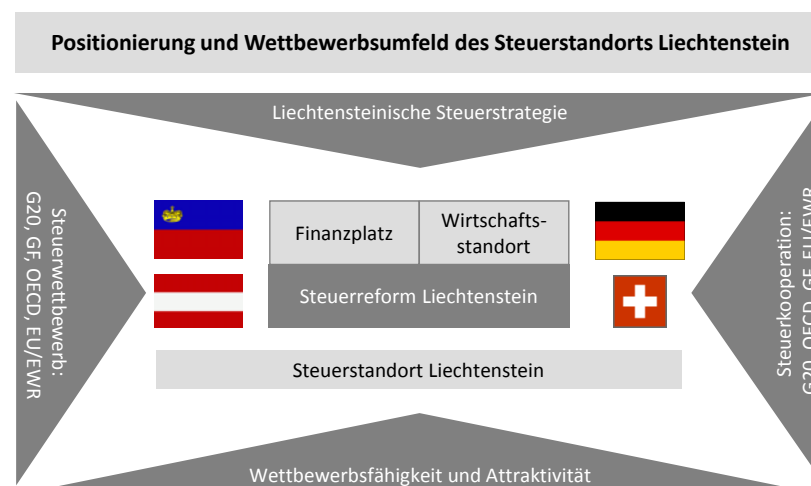 Positionierung und Wettbewerbsumfeld des Steuerstandorts Liechtenstein
Liechtensteinische Steuerstrategie
Steuerwettbewerb:
G20, GF, OECD, EU/EWR
Finanzplatz
Wirtschafts-
standort
Steuerreform Liechtenstein
Steuerkooperation:
G20, OECD, GF, EU/EWR
Steuerstandort Liechtenstein
Wettbewerbsfähigkeit und Attraktivität